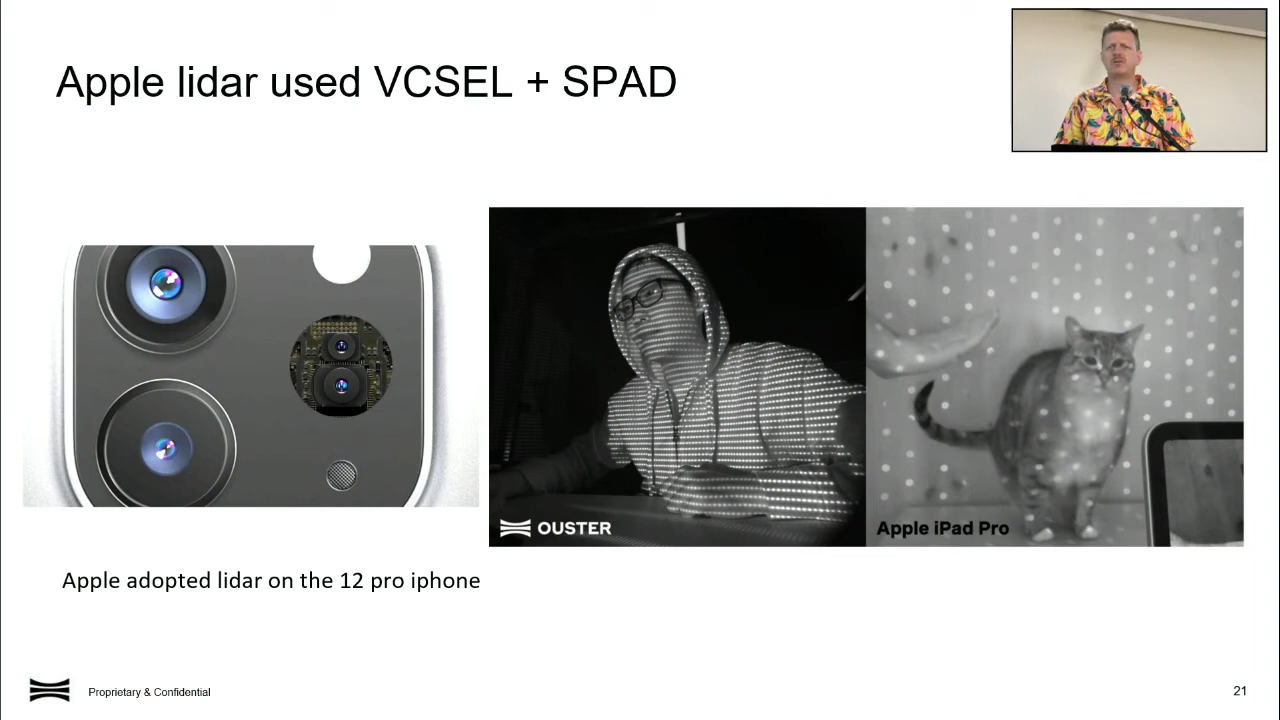 Apple lidar used VCSEL + SPAD
OUSTER
Apple iPad Pro
Apple adopted lidar on the 12 pro iphone
Proprietary & Confidential
21